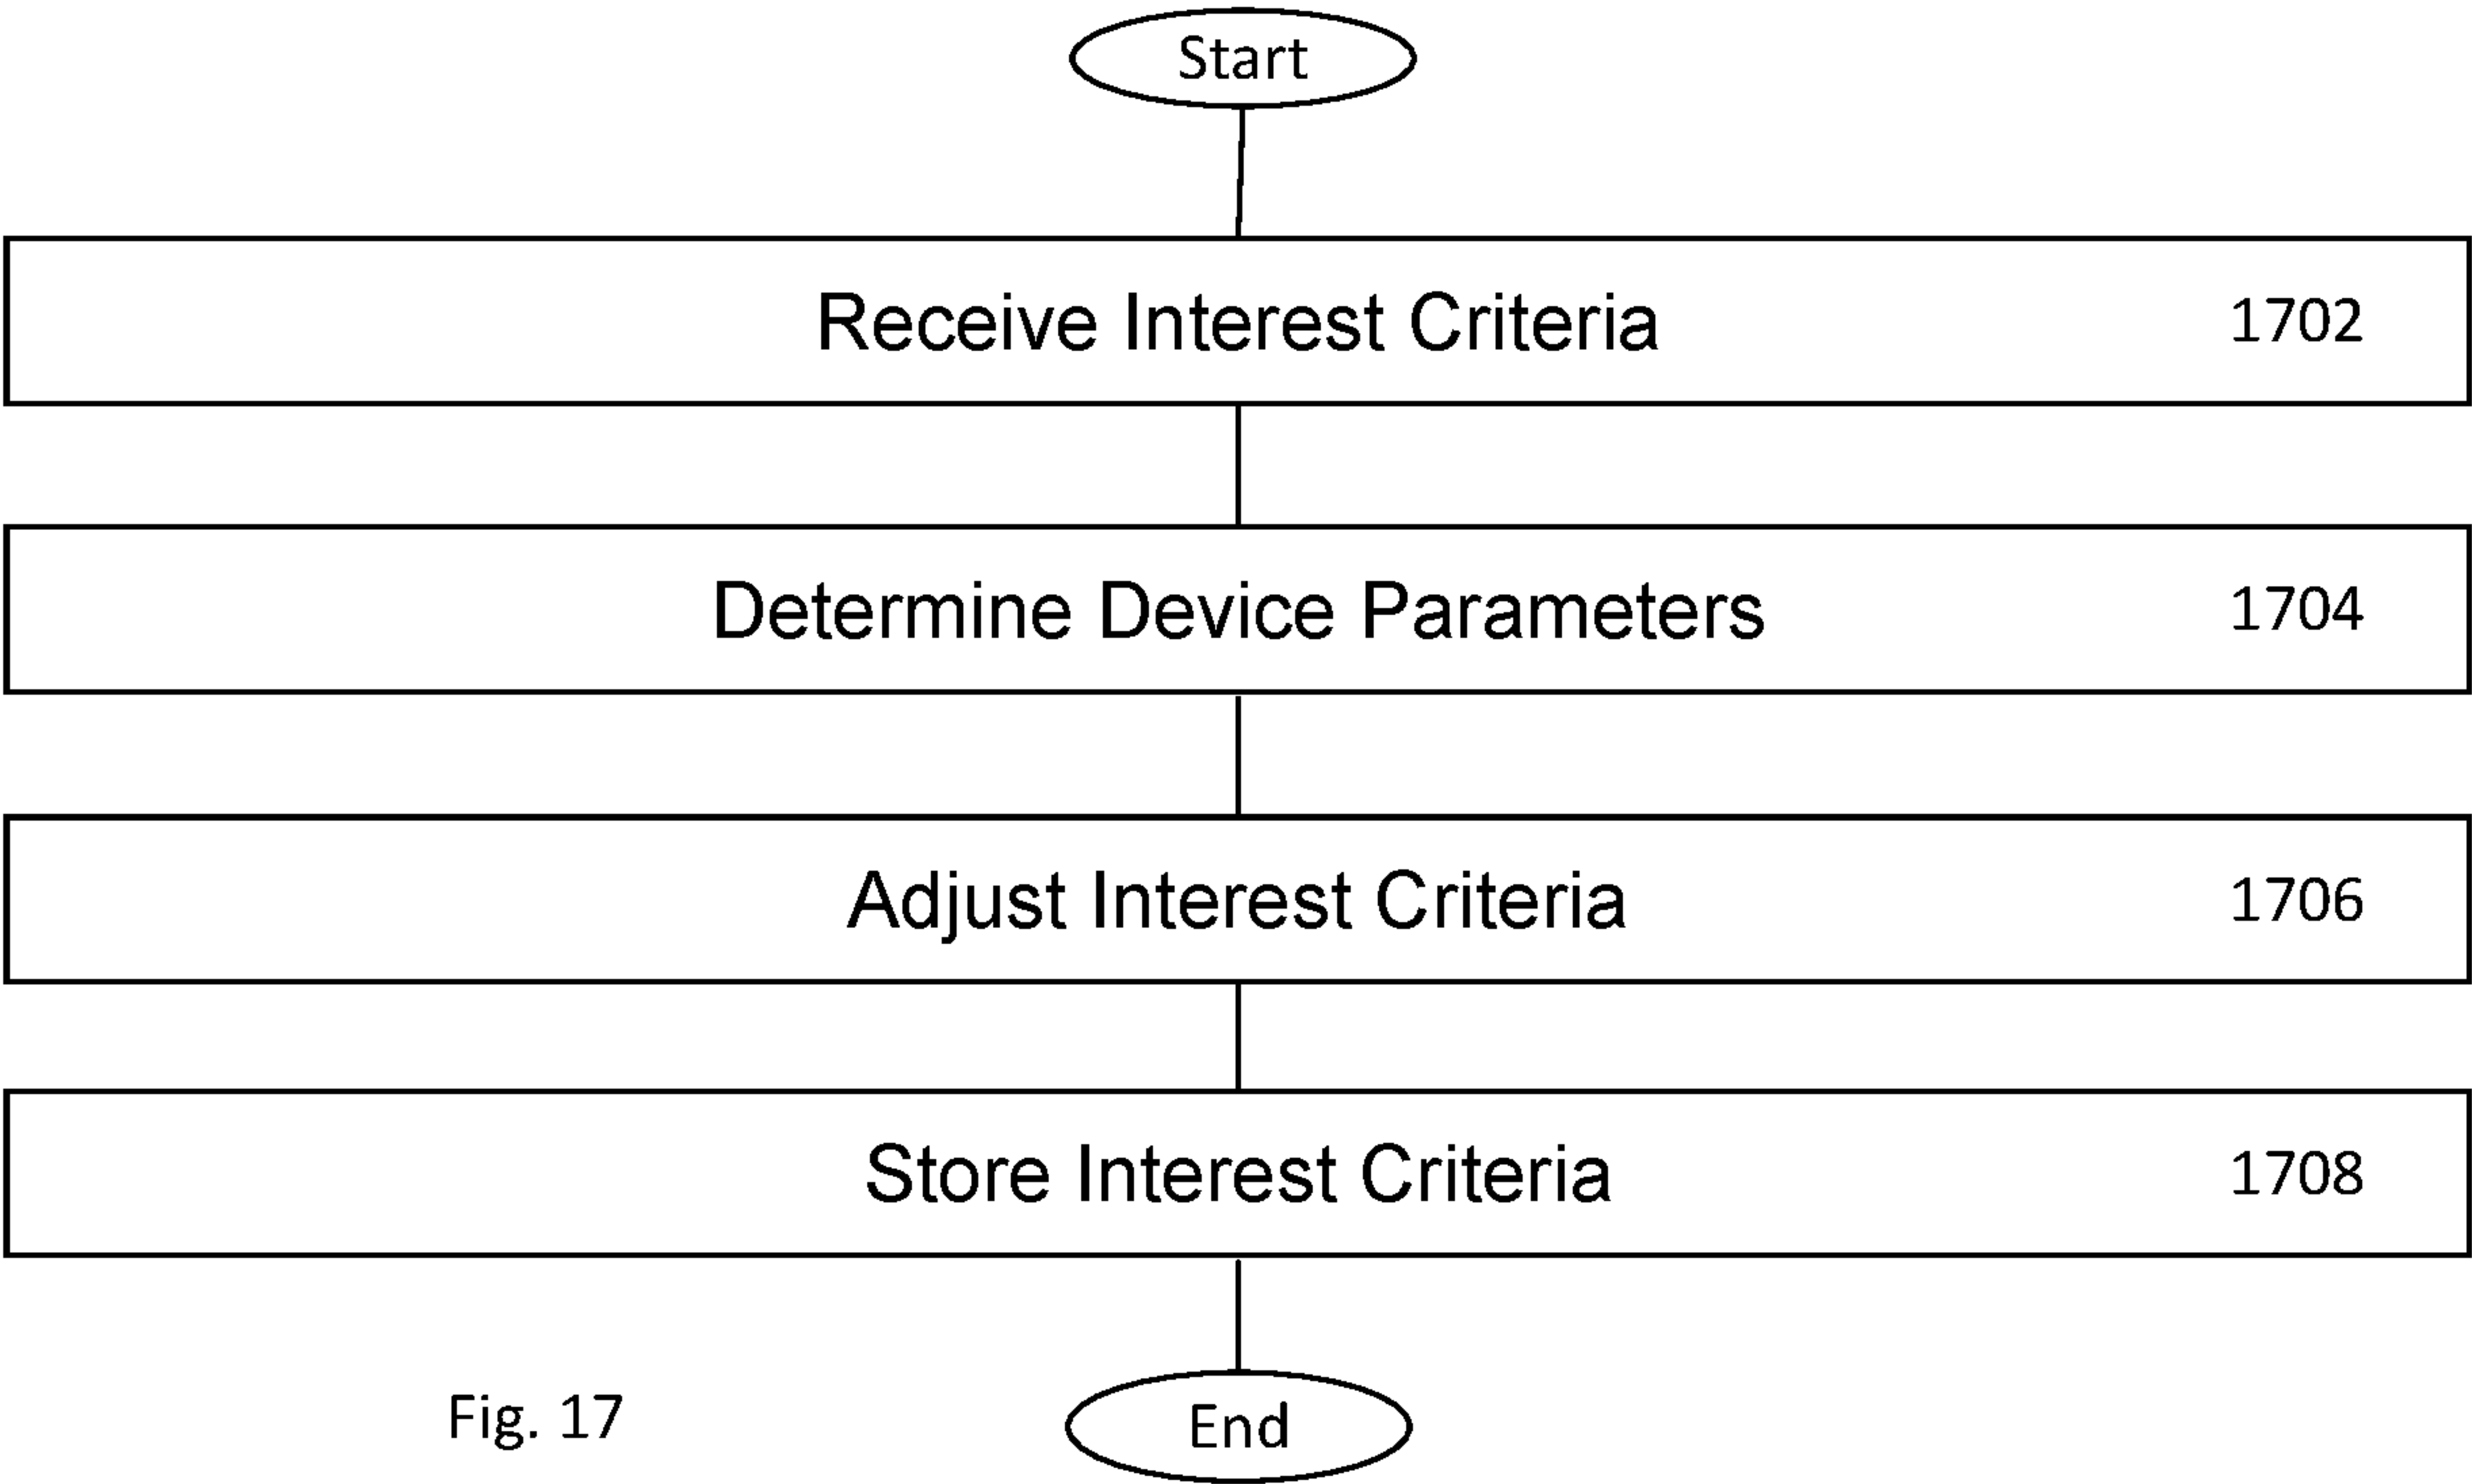 Start
Receive Interest Criteria 1702
Determine Device Parameters 1704
Adjust Interest Criteria 1706
Store Interest Criteria 1708
Fig. 17
End